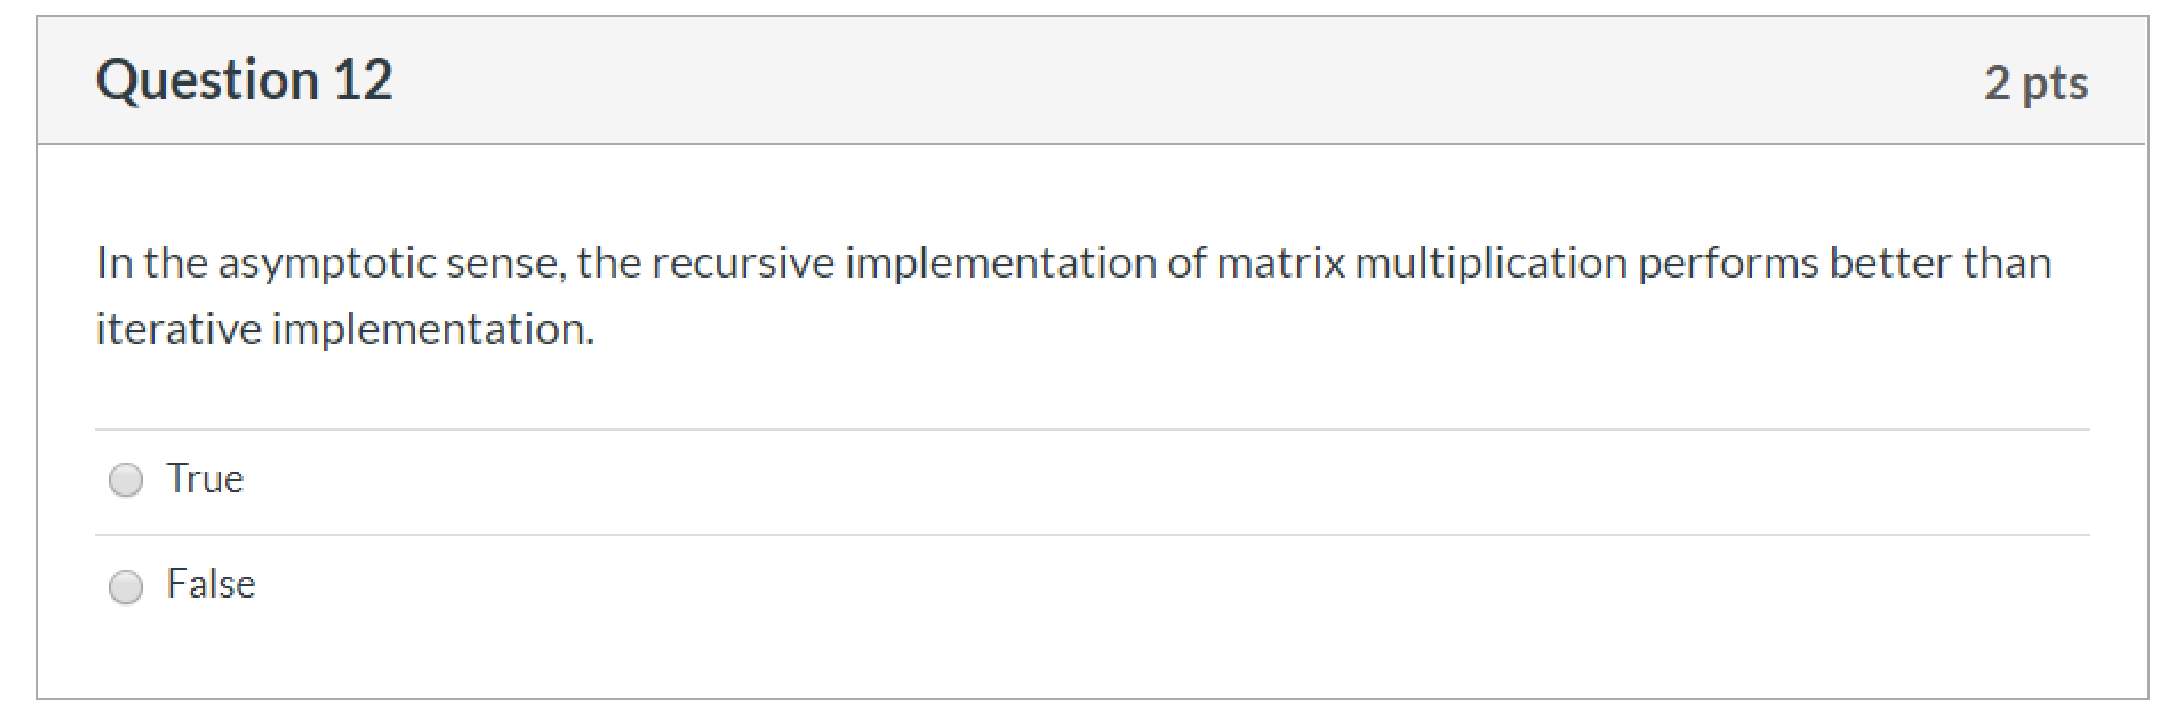 Question 12
2 pts
In the asymptotic sense, the recursive implementation of matrix multiplication performs better than
iterative implementation.
True
False